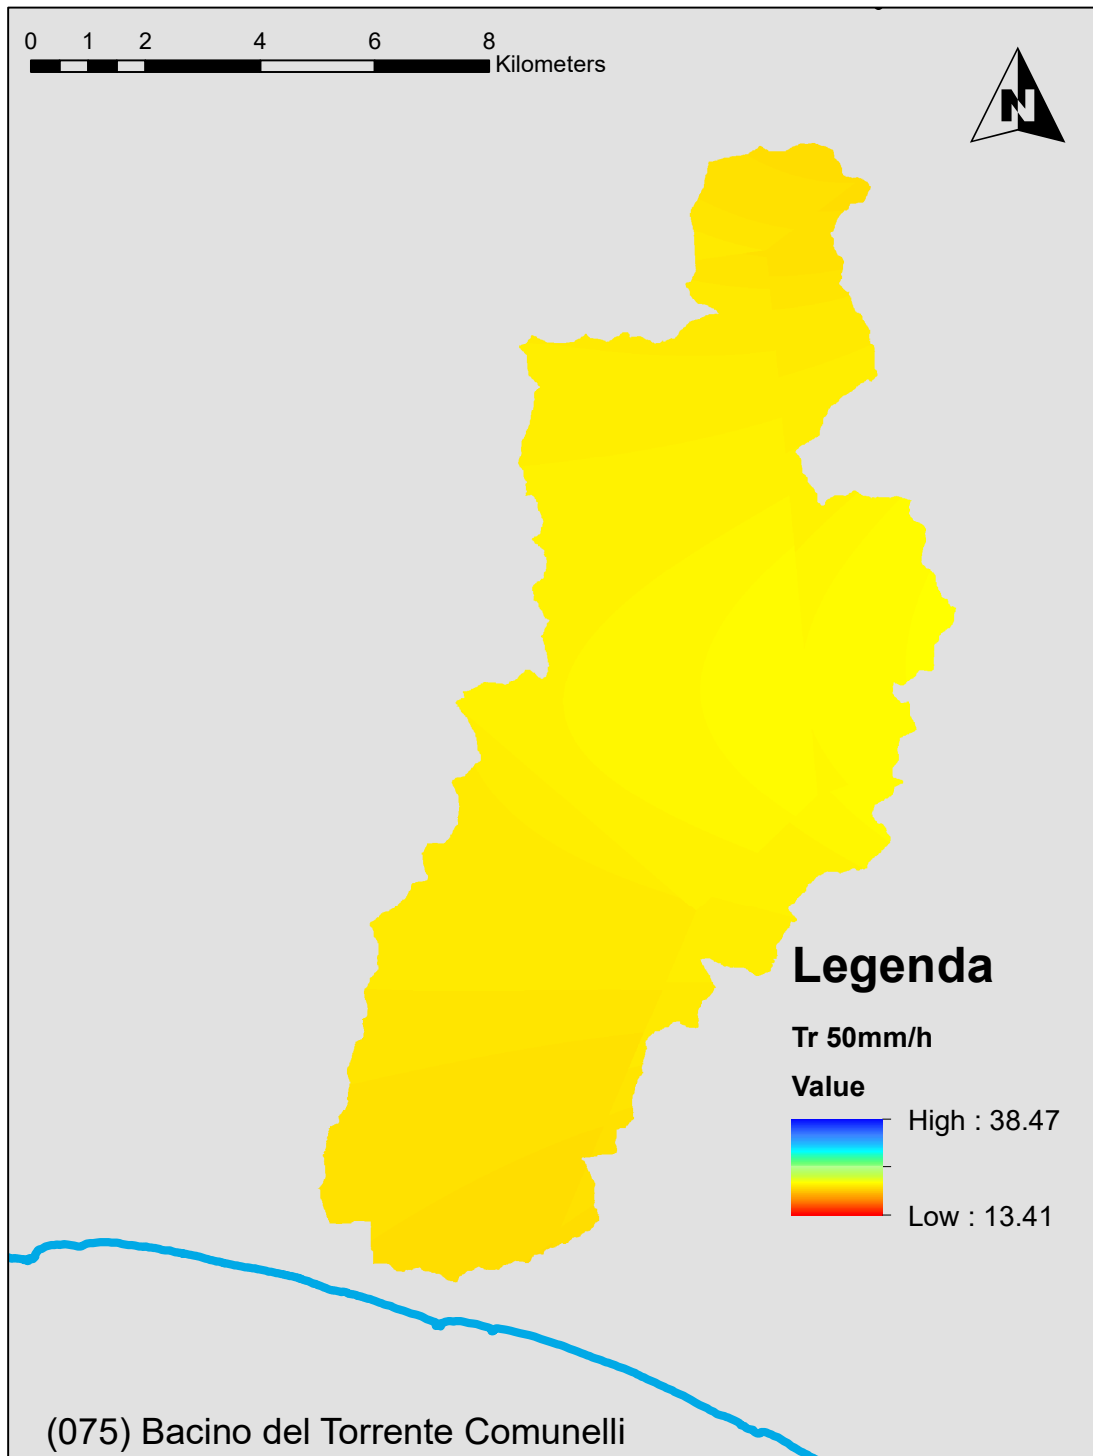 0 1 2 4 6 8
Kilometers
N
Legenda
Tr 50mm/h
Value
High : 38.47
Low : 13.41
(075) Bacino del Torrente Comunelli